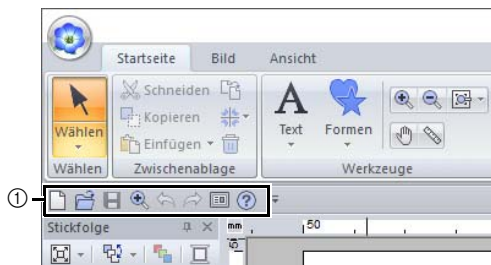 Startseite Bild Ansicht
Schneiden
Wählen Kopieren Text Formen
Einfügen
Wählen Zwischenablage Werkzeuge
①
Stickfolge mm 50